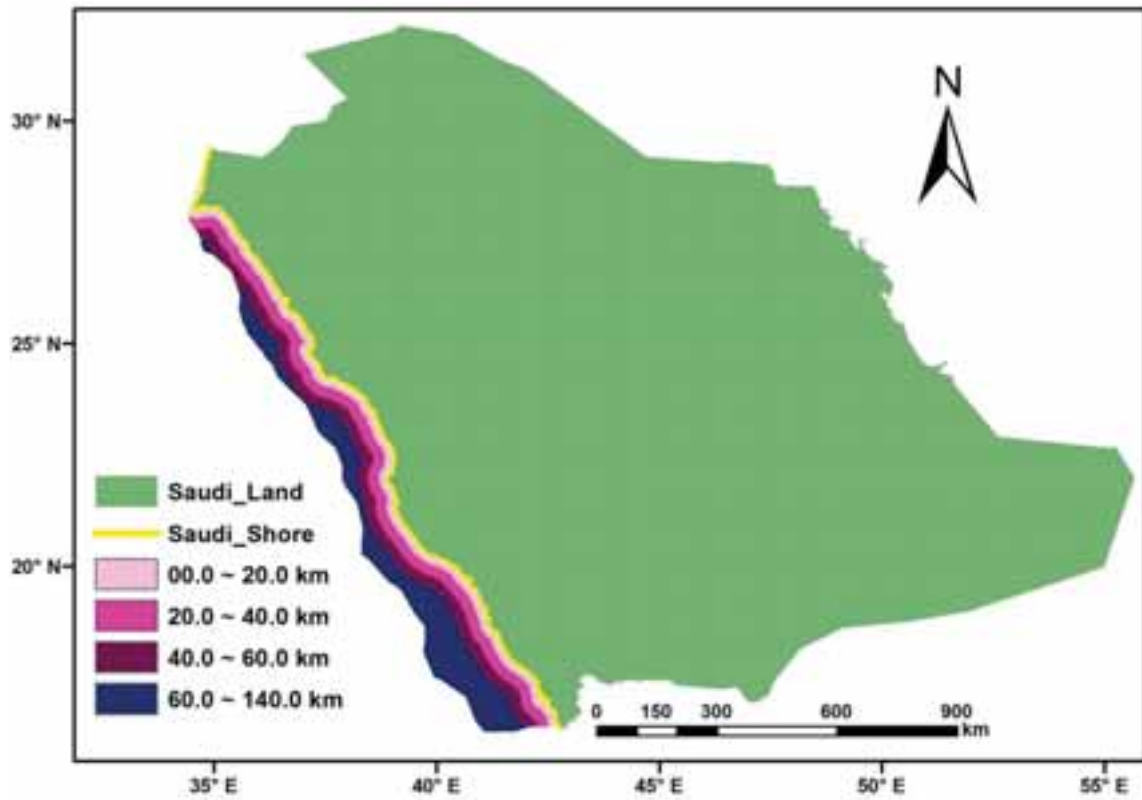 N
30° N
25° N
20° N
Saudi_Land
Saudi_Shore
00.0 ~ 20.0 km
20.0 ~ 40.0 km
40.0 ~ 60.0 km
60.0 ~ 140.0 km
0 150 300 600 900
km
35° E 40° E 45° E 50° E 55° E